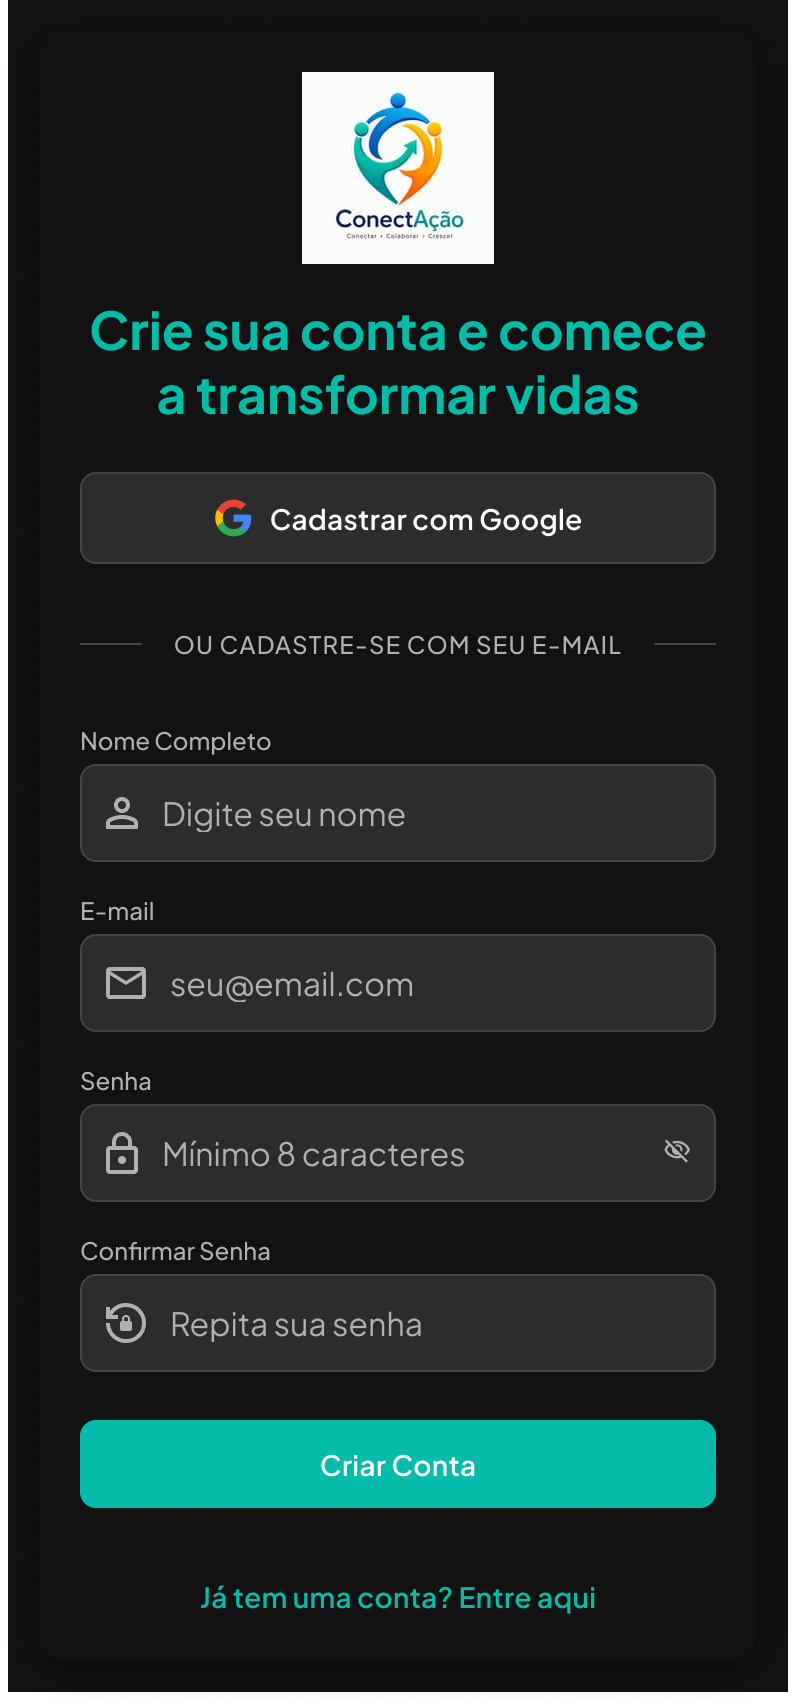 ConectAção
Conectar • Colaborar • Crescer
Crie sua conta e comece
a transformar vidas
Cadastrar com Google
OU CADASTRE-SE COM SEU E-MAIL
Nome Completo
Digite seu nome
E-mail
seu@email.com
Senha
Mínimo 8 caracteres
Confirmar Senha
Repita sua senha
Criar Conta
Já tem uma conta? Entre aqui